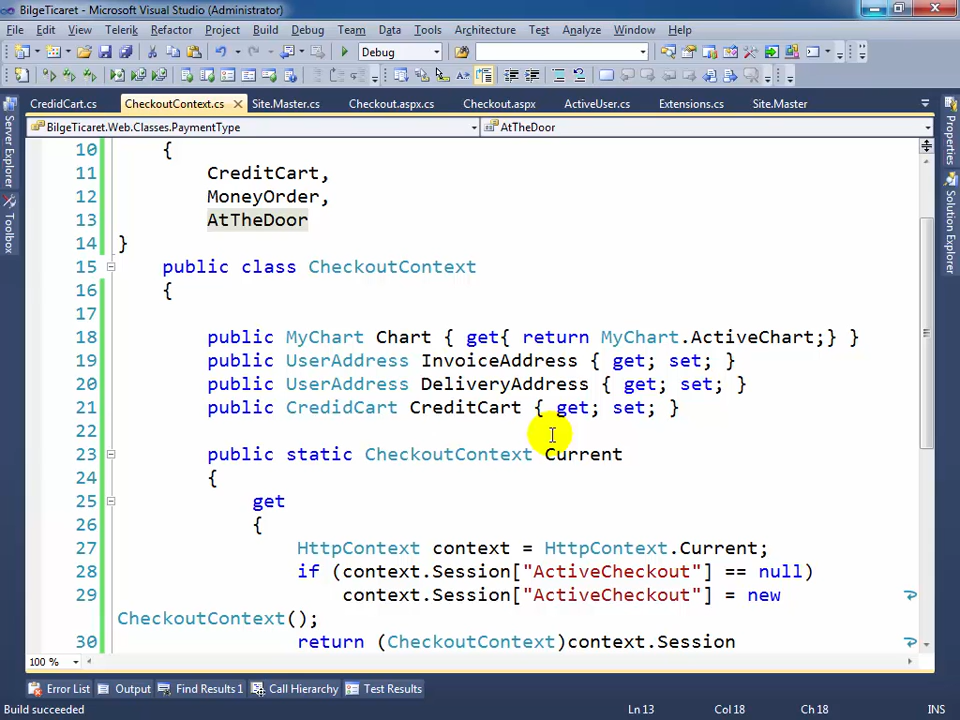 BilgeTicaret - Microsoft Visual Studio (Administrator)
File Edit View Telerik Refactor Project Build Debug Team Data Tools Architecture Test Analyze Window Help
Debug
CredidCart.cs CheckoutContext.cs Site.Master.cs Checkout.aspx.cs Checkout.aspx ActiveUser.cs Extensions.cs Site.Master
BilgeTicaret.Web.Classes.PaymentType AtTheDoor
Server Explorer
Toolbox
Properties
Solution Explorer
10 {
11 CreditCart,
12 MoneyOrder,
13 AtTheDoor
14 }
15 public class CheckoutContext
16 {
17
18 public MyChart Chart { get{ return MyChart.ActiveChart;} }
19 public UserAddress InvoiceAddress { get; set; }
20 public UserAddress DeliveryAddress { get; set; }
21 public CredidCart CreditCart { get; set; }
22
23 public static CheckoutContext Current
24 {
25 get
26 {
27 HttpContext context = HttpContext.Current;
28 if (context.Session["ActiveCheckout"] == null)
29 context.Session["ActiveCheckout"] = new
CheckoutContext();
30 return (CheckoutContext)context.Session
100 %
Error List Output Find Results 1 Call Hierarchy Test Results
Build succeeded Ln 13 Col 18 Ch 18 INS